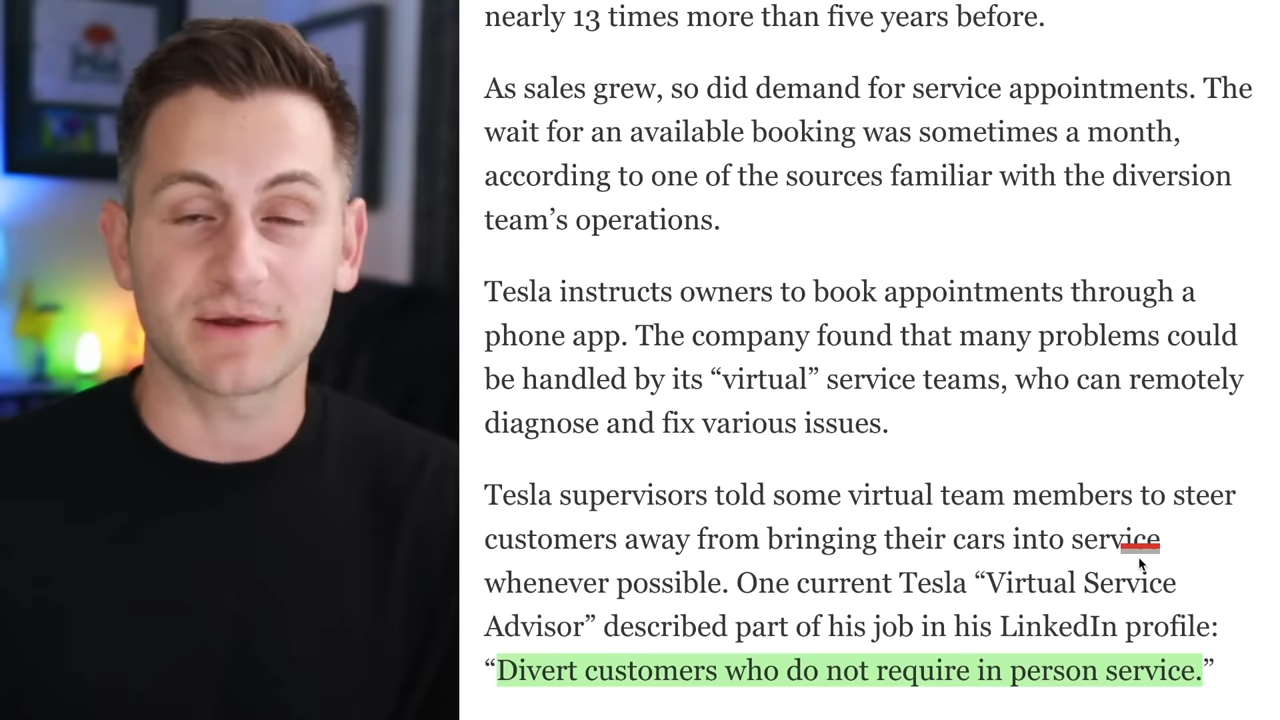 nearly 13 times more than five years before.
As sales grew, so did demand for service appointments. The
wait for an available booking was sometimes a month,
according to one of the sources familiar with the diversion
team’s operations.
Tesla instructs owners to book appointments through a
phone app. The company found that many problems could
be handled by its “virtual” service teams, who can remotely
diagnose and fix various issues.
Tesla supervisors told some virtual team members to steer
customers away from bringing their cars into service
whenever possible. One current Tesla “Virtual Service
Advisor” described part of his job in his LinkedIn profile:
“Divert customers who do not require in person service.”